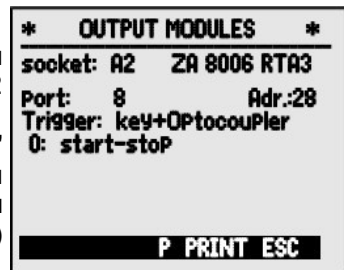 * OUTPUT MODULES *
socket: A2 ZA 8006 RTA3
Port: 8 Adr.:28
Trigger: key+Optocoupler
0: start-stop
P PRINT ESC